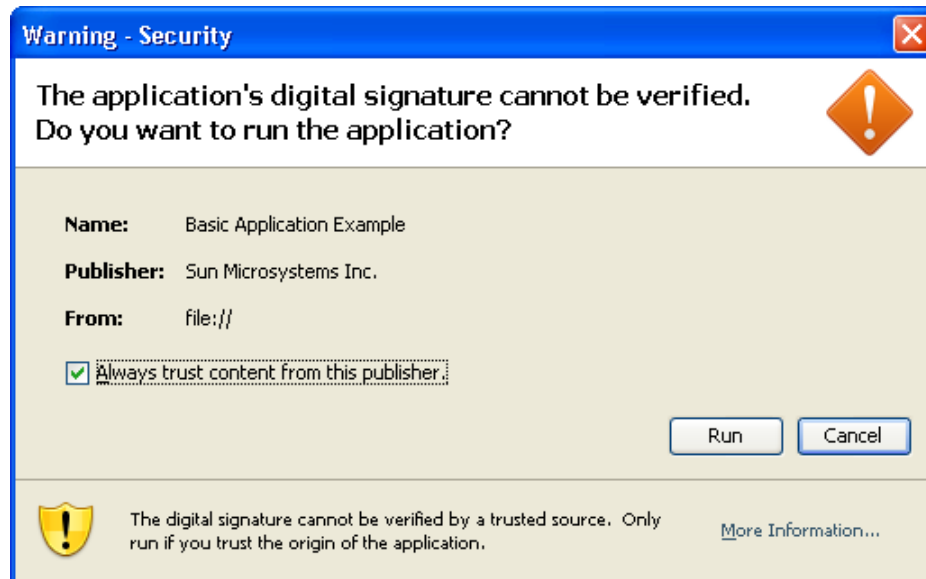 Warning - Security
The application's digital signature cannot be verified.
Do you want to run the application?
Name: Basic Application Example
Publisher: Sun Microsystems Inc.
From: file://
Always trust content from this publisher.
Run Cancel
The digital signature cannot be verified by a trusted source. Only
run if you trust the origin of the application.
More Information...